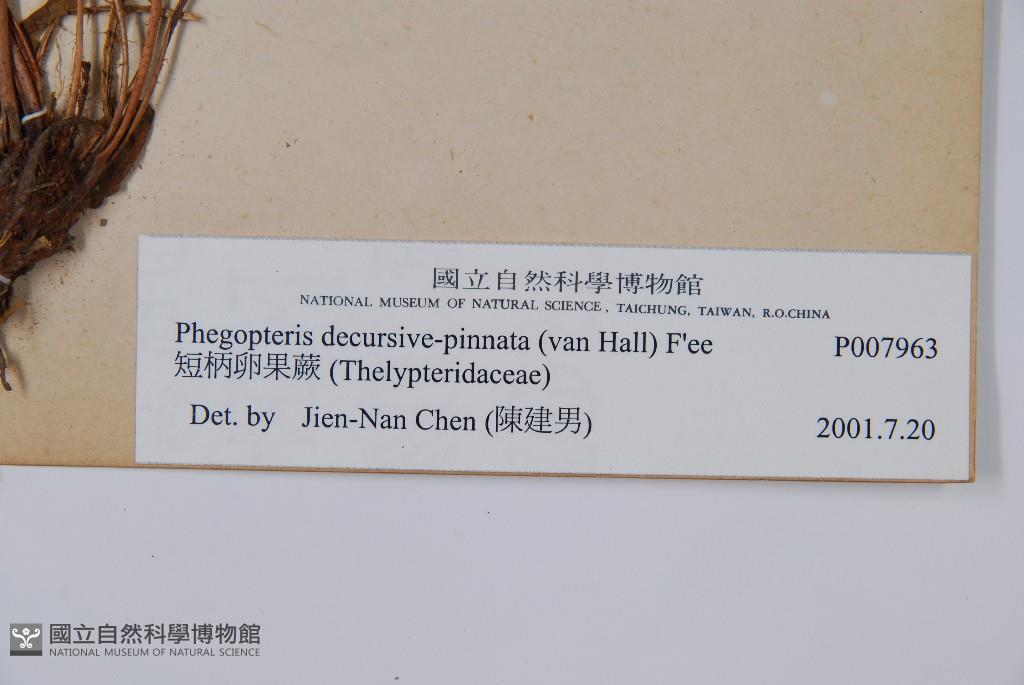 國立自然科學博物館
NATIONAL MUSEUM OF NATURAL SCIENCE, TAICHUNG, TAIWAN, R.O.CHINA
Phegopteris decursive-pinnata (van Hall) F'ee P007963
短柄卵果蕨 (Thelypteridaceae)
Det. by Jien-Nan Chen (陳建男) 2001.7.20
國立自然科學博物館
NATIONAL MUSEUM OF NATURAL SCIENCE